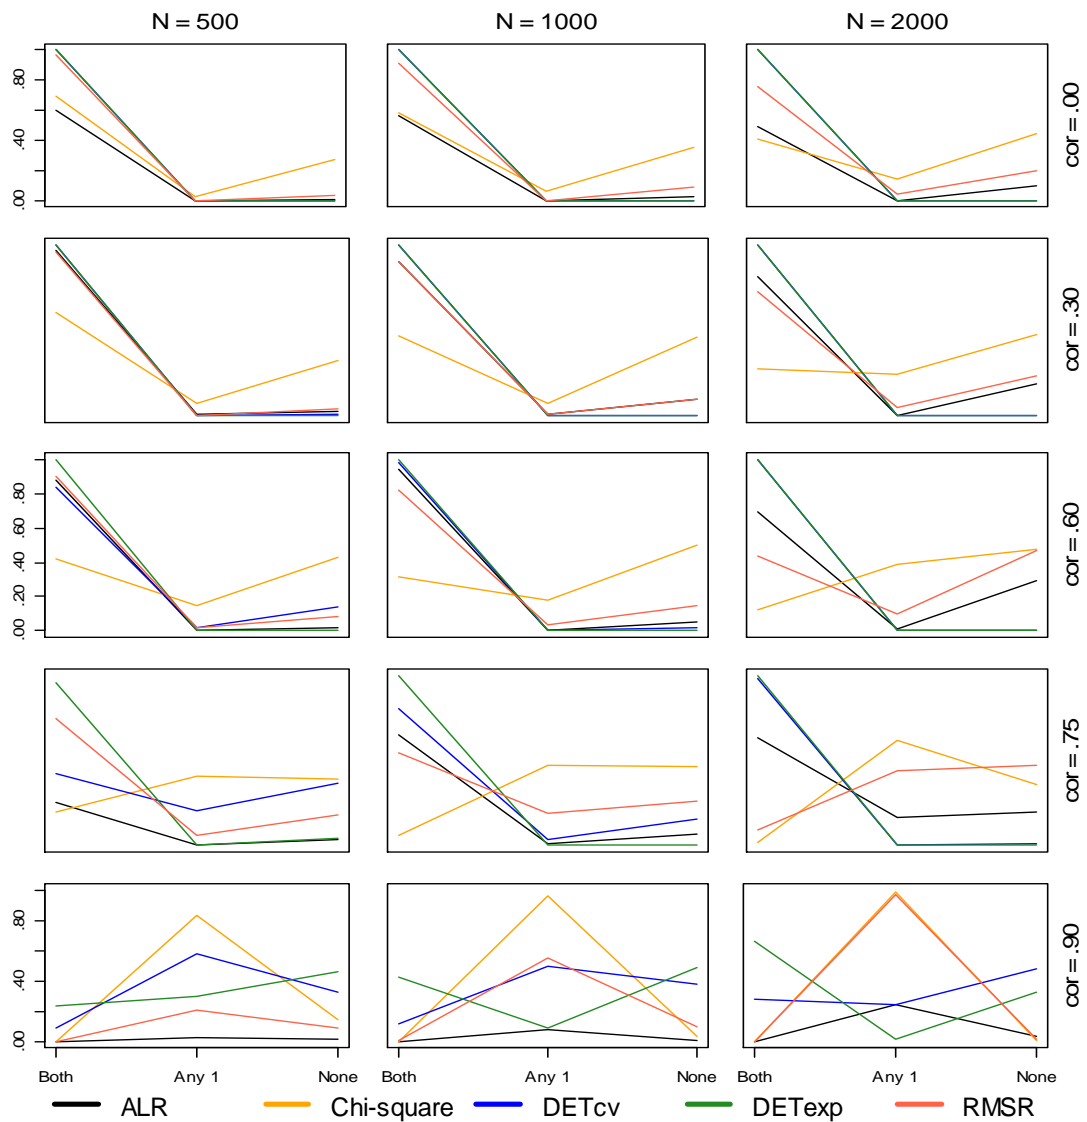 N = 500 N = 1000 N = 2000
.80
.40
.00
cor = .00
cor = .30
.80
.60
.40
.20
.00
cor = .60
cor = .75
.80
.40
.00
cor = .90
Both Any 1 None Both Any 1 None Both Any 1 None
ALR Chi-square DETcv DETexp RMSR